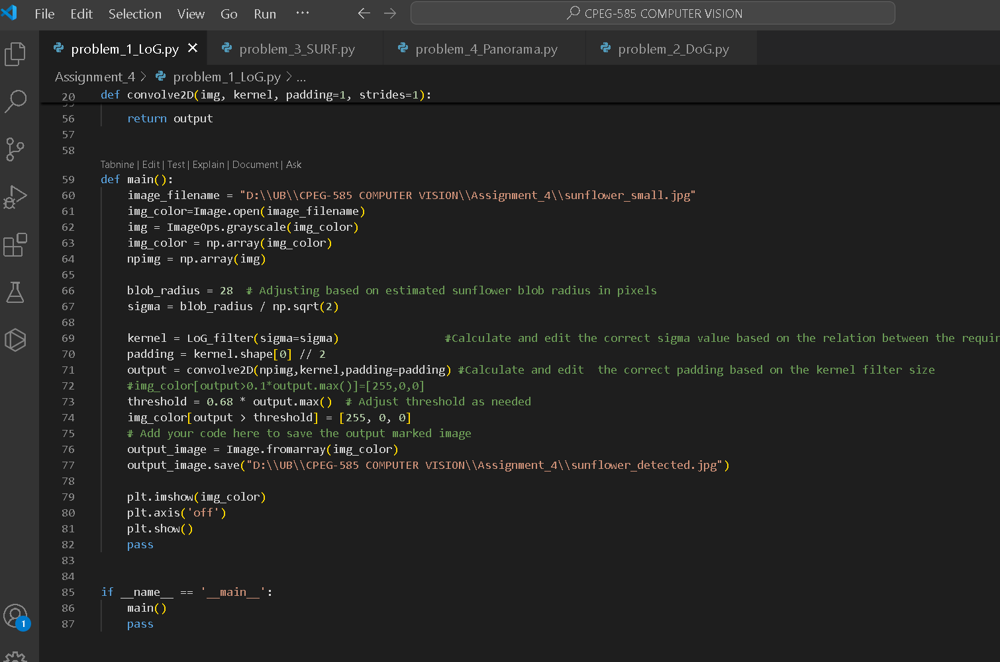 File Edit Selection View Go Run ··· CPEG-585 COMPUTER VISION
problem_1_LoG.py problem_3_SURF.py problem_4_Panorama.py problem_2_DoG.py
Assignment_4 > problem_1_LoG.py > ...
20 def convolve2D(img, kernel, padding=1, strides=1):
56 return output
57
58
Tabnine | Edit | Test | Explain | Document | Ask
59 def main():
60 image_filename = "D:\\UB\\CPEG-585 COMPUTER VISION\\Assignment_4\\sunflower_small.jpg"
61 img_color=Image.open(image_filename)
62 img = ImageOps.grayscale(img_color)
63 img_color = np.array(img_color)
64 npimg = np.array(img)
65
66 blob_radius = 28 # Adjusting based on estimated sunflower blob radius in pixels
67 sigma = blob_radius / np.sqrt(2)
68
69 kernel = LoG_filter(sigma=sigma) #Calculate and edit the correct sigma value based on the relation between the requir
70 padding = kernel.shape[0] // 2
71 output = convolve2D(npimg,kernel,padding=padding) #Calculate and edit  the correct padding based on the kernel filter size
72 #img_color[output>0.1*output.max()]=[255,0,0]
73 threshold = 0.68 * output.max() # Adjust threshold as needed
74 img_color[output > threshold] = [255, 0, 0]
75 # Add your code here to save the output marked image
76 output_image = Image.fromarray(img_color)
77 output_image.save("D:\\UB\\CPEG-585 COMPUTER VISION\\Assignment_4\\sunflower_detected.jpg")
78
79 plt.imshow(img_color)
80 plt.axis('off')
81 plt.show()
82 pass
83
84
85 if __name__ == '__main__':
86 main()
87 pass
1